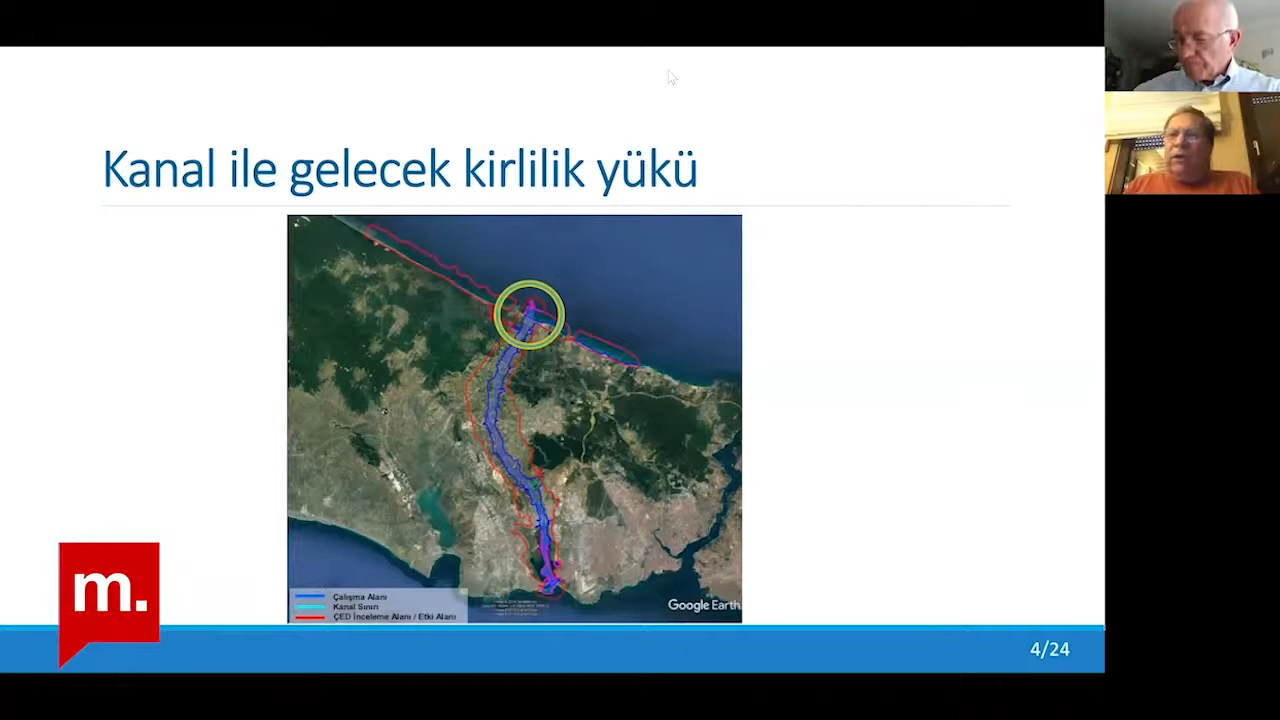 Kanal ile gelecek kirlilik yükü
Çalışma Alanı
Kanal Sınırı
ÇED İnceleme Alanı / Etki Alanı
Google Earth
m.
4/24